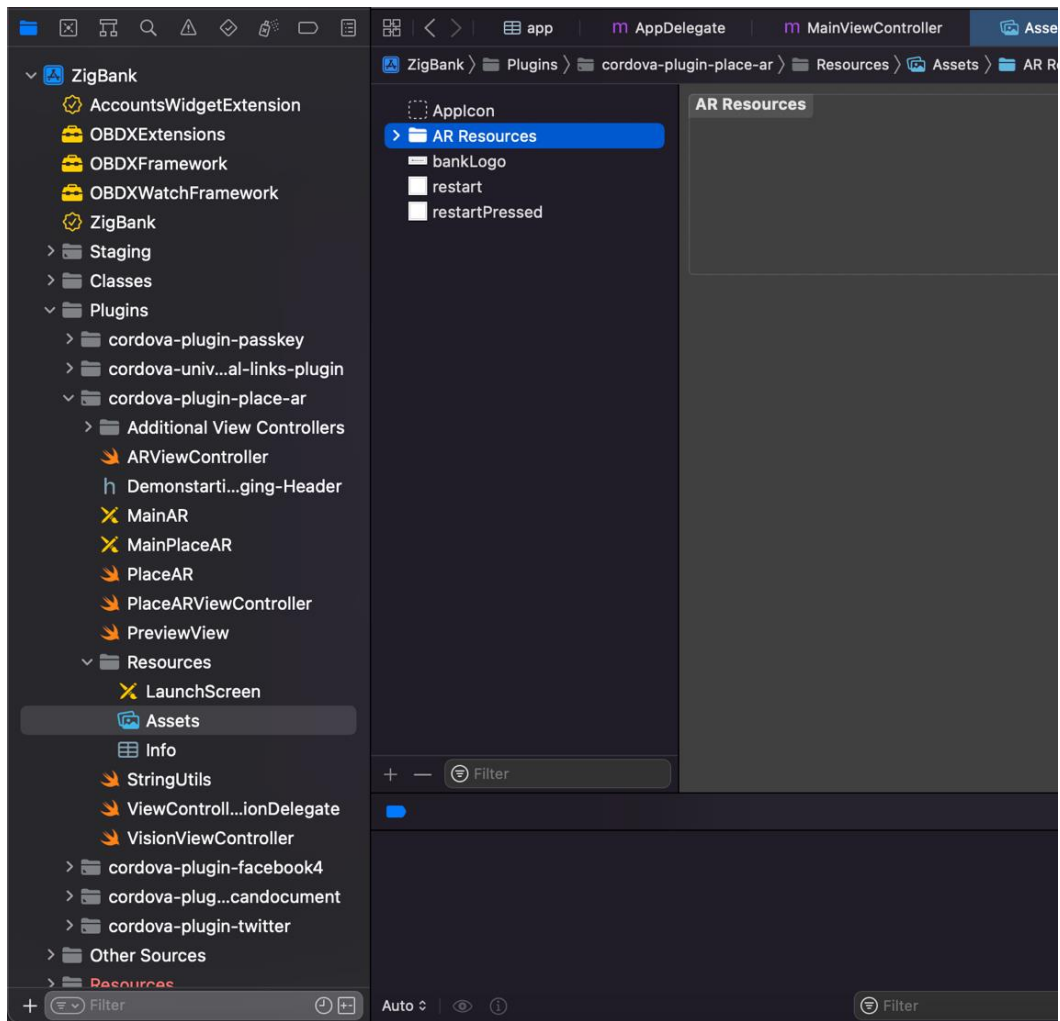 app
AppDelegate
MainViewController
Asse
ZigBank
AccountsWidgetExtension
OBDXExtensions
OBDXFramework
OBDXWatchFramework
ZigBank
Staging
Classes
Plugins
cordova-plugin-passkey
cordova-univ...al-links-plugin
cordova-plugin-place-ar
Additional View Controllers
ARViewController
h Demonstarti...ging-Header
MainAR
MainPlaceAR
PlaceAR
PlaceARViewController
PreviewView
Resources
LaunchScreen
Assets
Info
StringUtils
ViewControll...ionDelegate
VisionViewController
cordova-plugin-facebook4
cordova-plug...candocument
cordova-plugin-twitter
Other Sources
Resources
Filter
ZigBank Plugins cordova-plugin-place-ar Resources Assets AR Re
AppIcon
AR Resources
bankLogo
restart
restartPressed
Filter
AR Resources
Auto
Filter